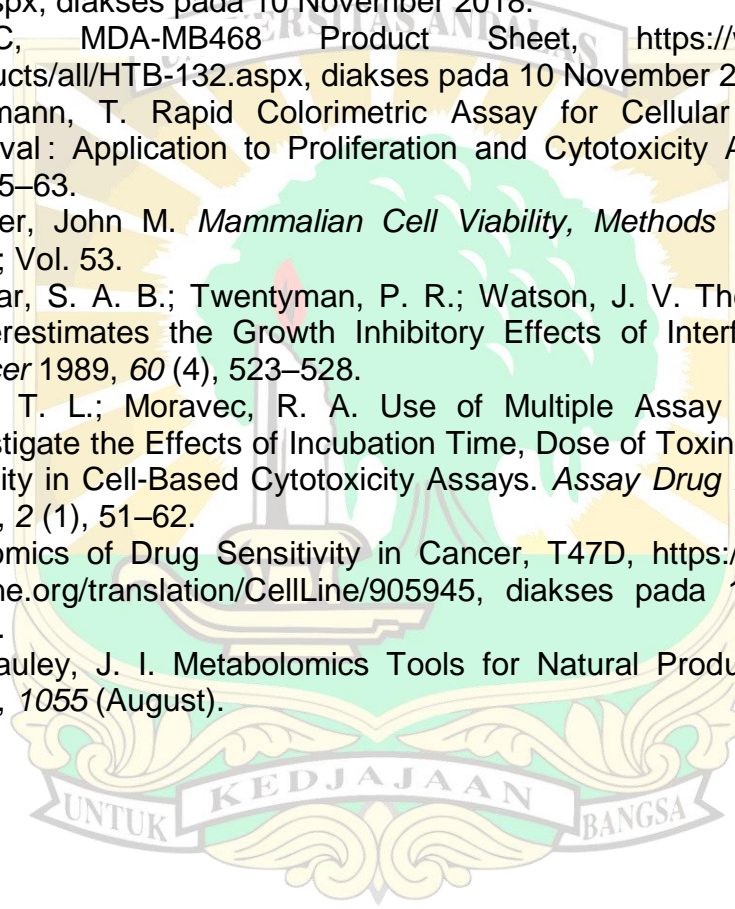 spx, diakses pada 10 November 2018.
UNIVERSITAS ANDALAS
C, MDA-MB468 Product Sheet, https://w
ucts/all/HTB-132.aspx, diakses pada 10 November 2
mann, T. Rapid Colorimetric Assay for Cellular
val : Application to Proliferation and Cytotoxicity A
5–63.
er, John M. Mammalian Cell Viability, Methods
; Vol. 53.
ar, S. A. B.; Twentyman, P. R.; Watson, J. V. The
erestimates the Growth Inhibitory Effects of Interf
cer 1989, 60 (4), 523–528.
T. L.; Moravec, R. A. Use of Multiple Assay
stigate the Effects of Incubation Time, Dose of Toxin
ity in Cell-Based Cytotoxicity Assays. Assay Drug
, 2 (1), 51–62.
omics of Drug Sensitivity in Cancer, T47D, https:/
ne.org/translation/CellLine/905945, diakses pada 1
.
auley, J. I. Metabolomics Tools for Natural Produ
, 1055 (August).
UNTUK KEDJAJAAN BANGSA